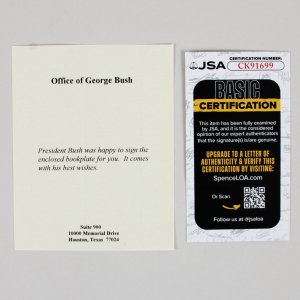 Office of George Bush
President Bush was happy to sign the
enclosed bookplate for you. It comes
with his best wishes.
Suite 900
10000 Memorial Drive
Houston, Texas 77024
JSA
CERTIFICATION NUMBER:
CK91699
BASIC
CERTIFICATION
This item has been fully examined
by JSA, and it is the considered
opinion of our expert authenticators
that the signature(s) is/are genuine.
UPGRADE TO A LETTER OF
AUTHENTICITY & VERIFY THIS
CERTIFICATION BY VISITING:
SpenceLOA.com
Or Scan
Follow us at @jsaloa